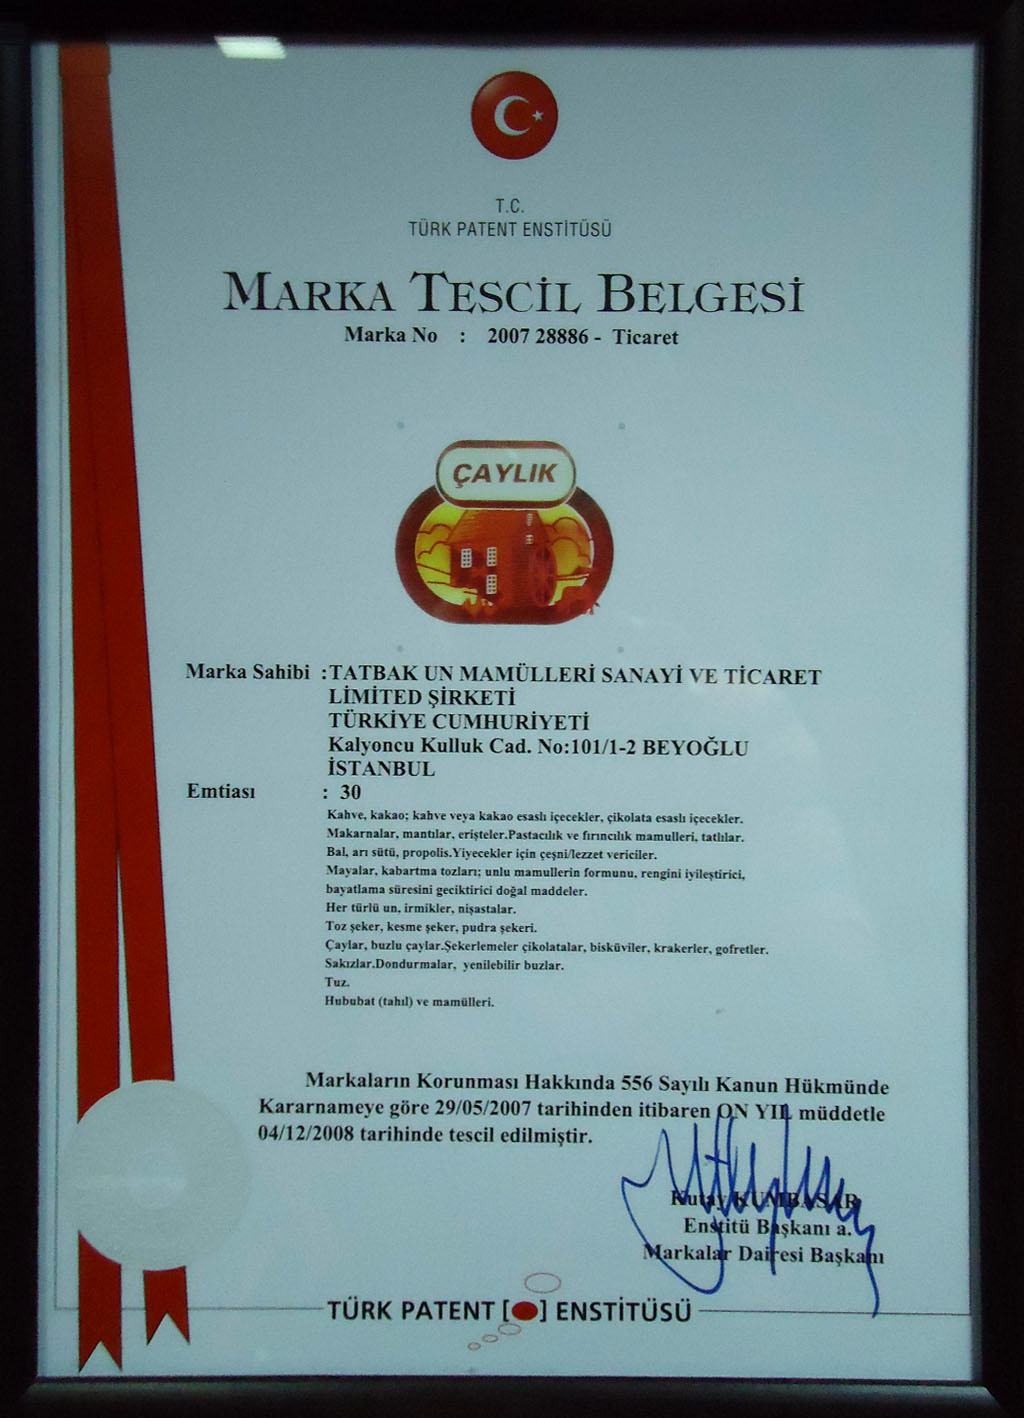 T.C.
TÜRK PATENT ENSTİTÜSÜ
MARKA TESCİL BELGESİ
Marka No : 2007 28886 - Ticaret
ÇAYLIK
Marka Sahibi :TATBAK UN MAMÜLLERİ SANAYİ VE TİCARET
LİMİTED ŞİRKETİ
TÜRKİYE CUMHURİYETİ
Kalyoncu Kulluk Cad. No:101/1-2 BEYOĞLU
İSTANBUL
Emtiası : 30
Kahve, kakao; kahve veya kakao esaslı içecekler, çikolata esaslı içecekler.
Makarnalar, mantılar, erişteler.Pastacılık ve fırıncılık mamulleri, tatlılar.
Bal, arı sütü, propolis.Yiyecekler için çeşni/lezzet vericiler.
Mayalar, kabartma tozları; unlu mamullerin formunu, rengini iyileştirici,
bayatlama süresini geciktirici doğal maddeler.
Her türlü un, irmikler, nişastalar.
Toz şeker, kesme şeker, pudra şekeri.
Çaylar, buzlu çaylar.Şekerlemeler çikolatalar, bisküviler, krakerler, gofretler.
Sakızlar.Dondurmalar, yenilebilir buzlar.
Tuz.
Hububat (tahıl) ve mamülleri.
Markaların Korunması Hakkında 556 Sayılı Kanun Hükmünde
Kararnameye göre 29/05/2007 tarihinden itibaren ON YIL müddetle
04/12/2008 tarihinde tescil edilmiştir.
Kutay KUMBASAR
Enstitü Başkanı a.
Markalar Dairesi Başkanı
TÜRK PATENT [ ] ENSTİTÜSÜ